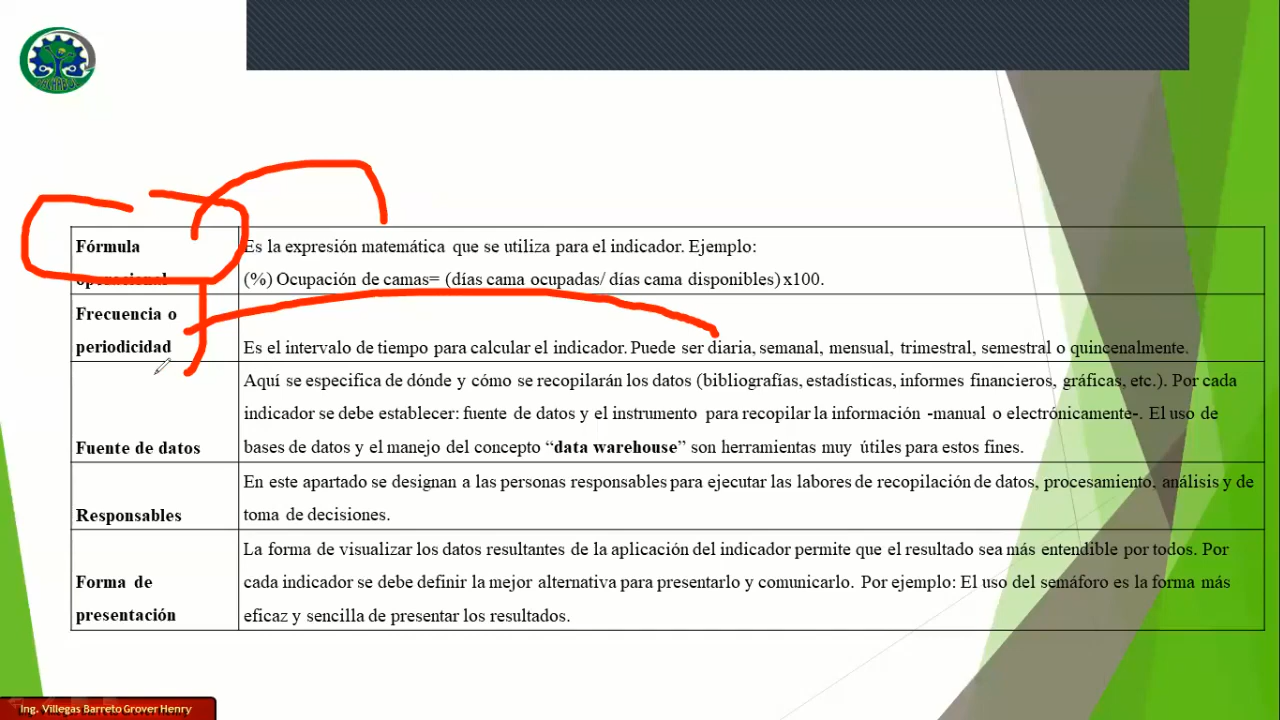 Fórmula
operacional
Es la expresión matemática que se utiliza para el indicador. Ejemplo:
(%) Ocupación de camas= (días cama ocupadas/ días cama disponibles) x100.
Frecuencia o
periodicidad
Es el intervalo de tiempo para calcular el indicador. Puede ser diaria, semanal, mensual, trimestral, semestral o quincenalmente.
Fuente de datos
Aquí se especifica de dónde y cómo se recopilarán los datos (bibliografías, estadísticas, informes financieros, gráficas, etc.). Por cada
indicador se debe establecer: fuente de datos y el instrumento para recopilar la información -manual o electrónicamente-. El uso de
bases de datos y el manejo del concepto “data warehouse” son herramientas muy útiles para estos fines.
Responsables
En este apartado se designan a las personas responsables para ejecutar las labores de recopilación de datos, procesamiento, análisis y de
toma de decisiones.
Forma de
presentación
La forma de visualizar los datos resultantes de la aplicación del indicador permite que el resultado sea más entendible por todos. Por
cada indicador se debe definir la mejor alternativa para presentarlo y comunicarlo. Por ejemplo: El uso del semáforo es la forma más
eficaz y sencilla de presentar los resultados.
Ing. Villegas Barreto Grover Henry